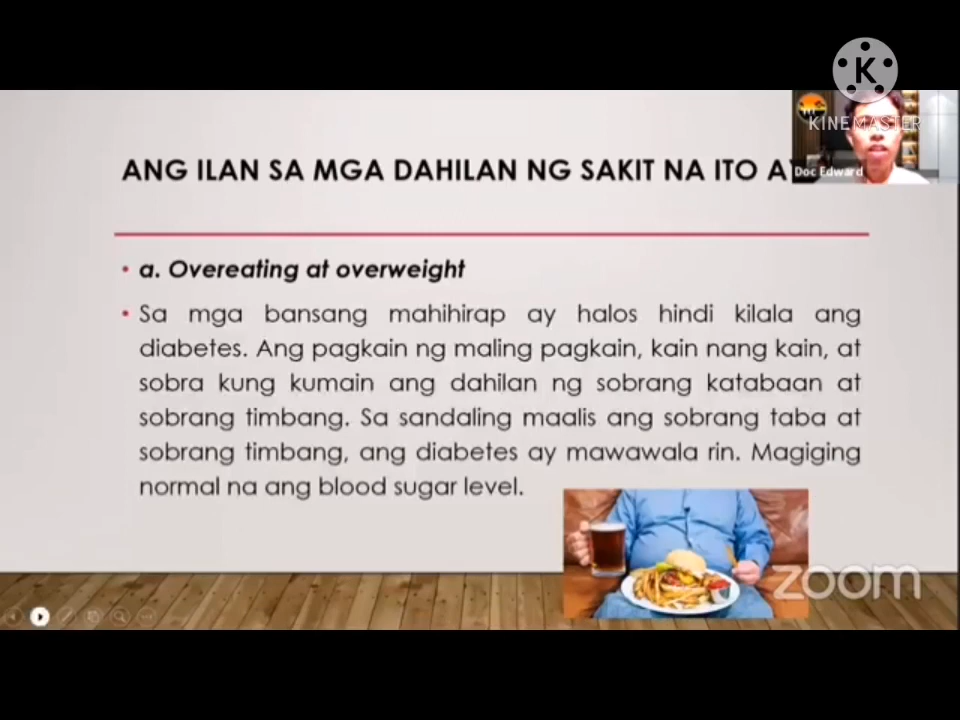 KINEMASTER
ANG ILAN SA MGA DAHILAN NG SAKIT NA ITO AY
Doc Edward
• a. Overeating at overweight
• Sa mga bansang mahihirap ay halos hindi kilala ang
diabetes. Ang pagkain ng maling pagkain, kain nang kain, at
sobra kung kumain ang dahilan ng sobrang katabaan at
sobrang timbang. Sa sandaling maalis ang sobrang taba at
sobrang timbang, ang diabetes ay mawawala rin. Magiging
normal na ang blood sugar level.
zoom